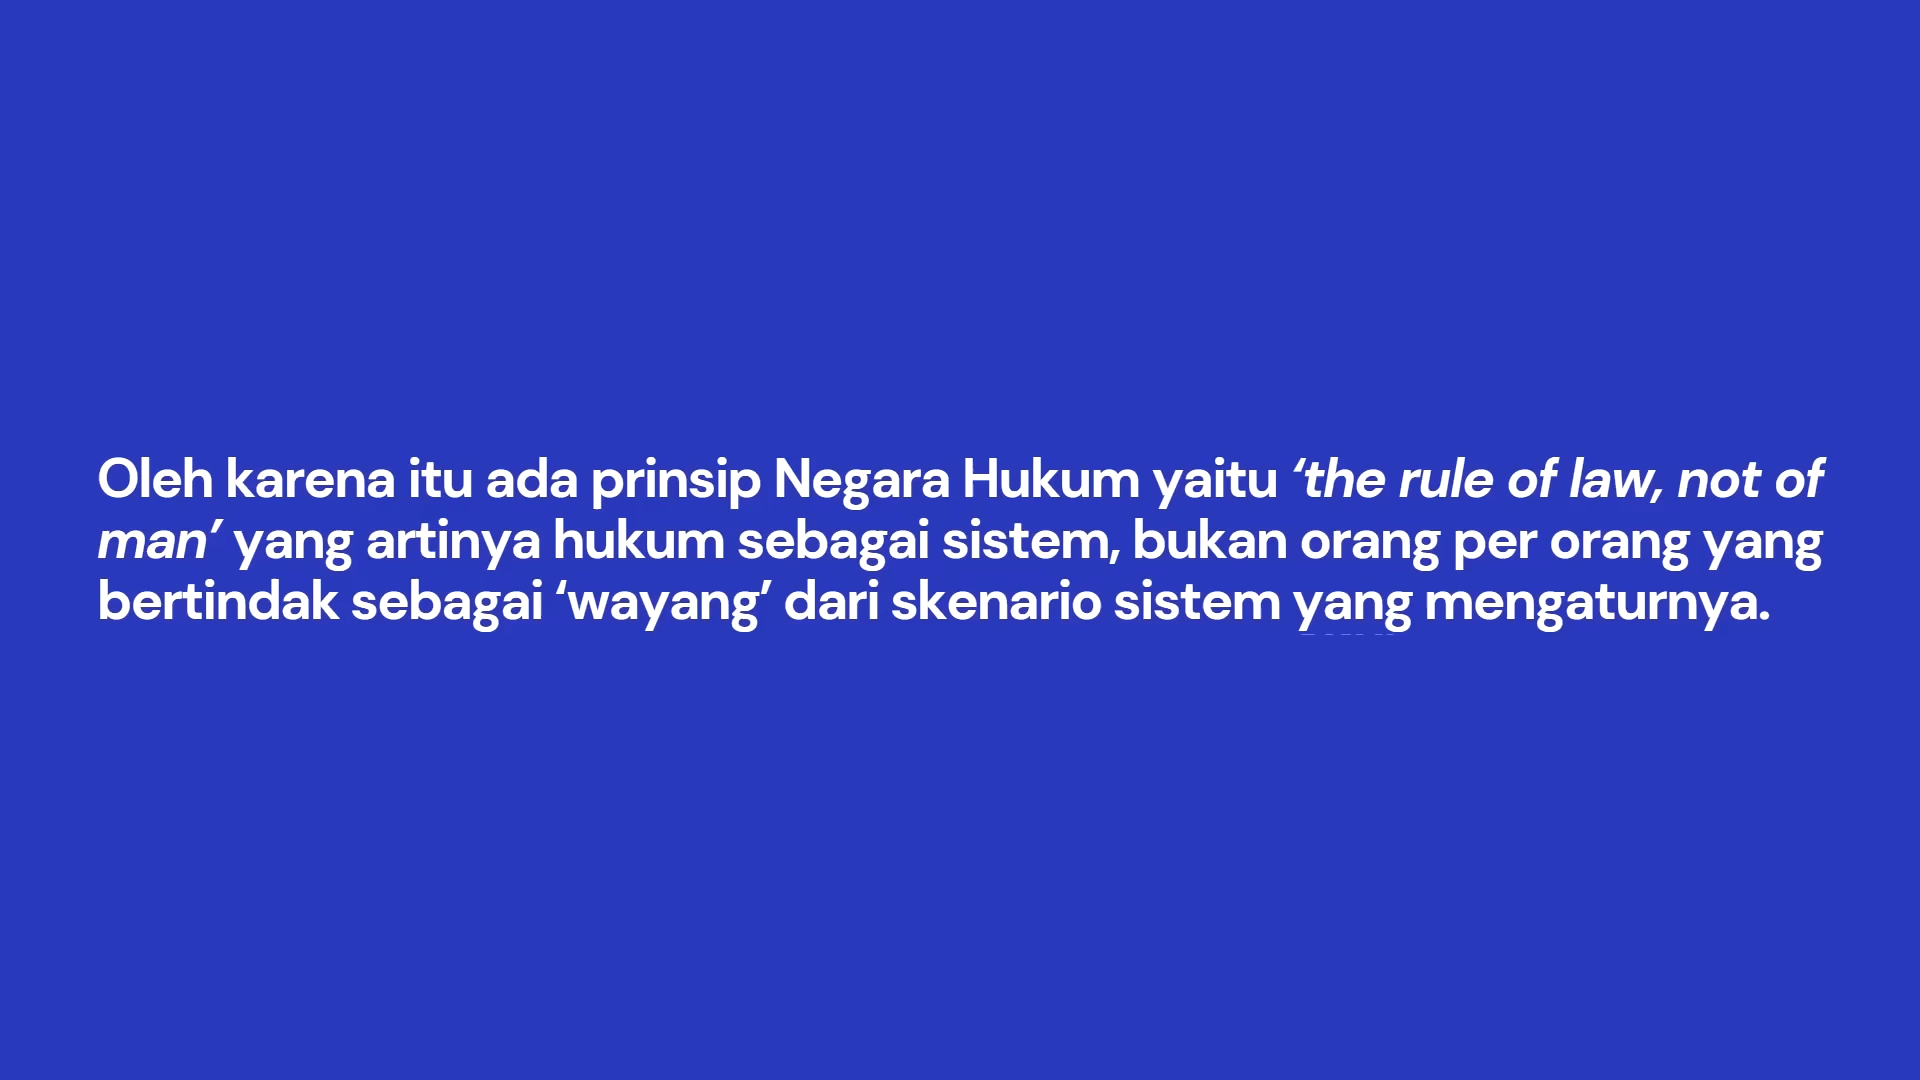 Oleh karena itu ada prinsip Negara Hukum yaitu ‘the rule of law, not of
man’ yang artinya hukum sebagai sistem, bukan orang per orang yang
bertindak sebagai ‘wayang’ dari skenario sistem yang mengaturnya.